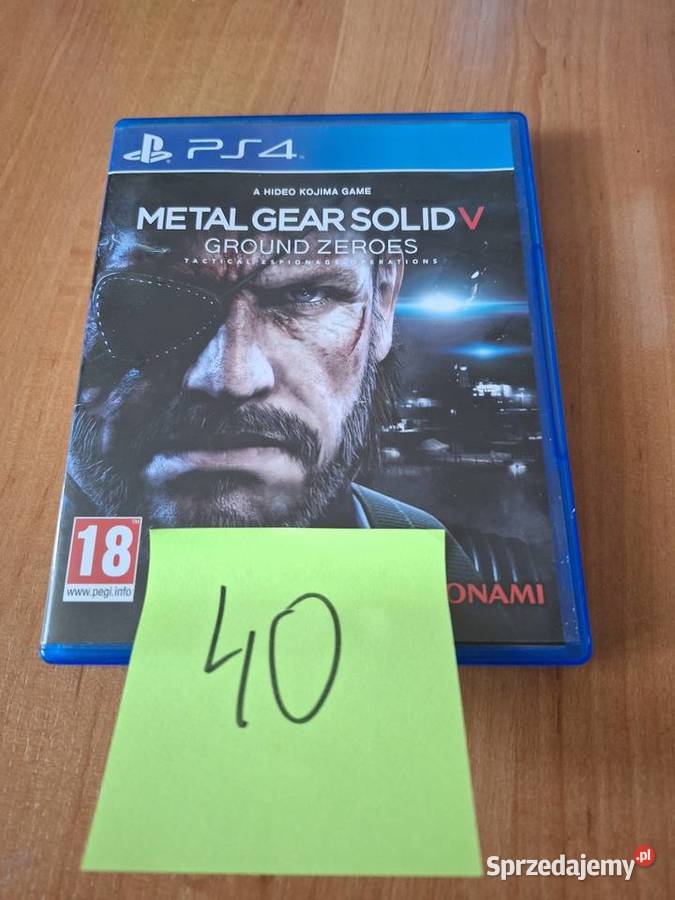 PS4
A HIDEO KOJIMA GAME
METAL GEAR SOLID V
GROUND ZEROES
TACTICAL ESPIONAGE OPERATIONS
18
www.pegi.info
ONAMI
40
Sprzedajemy.pl